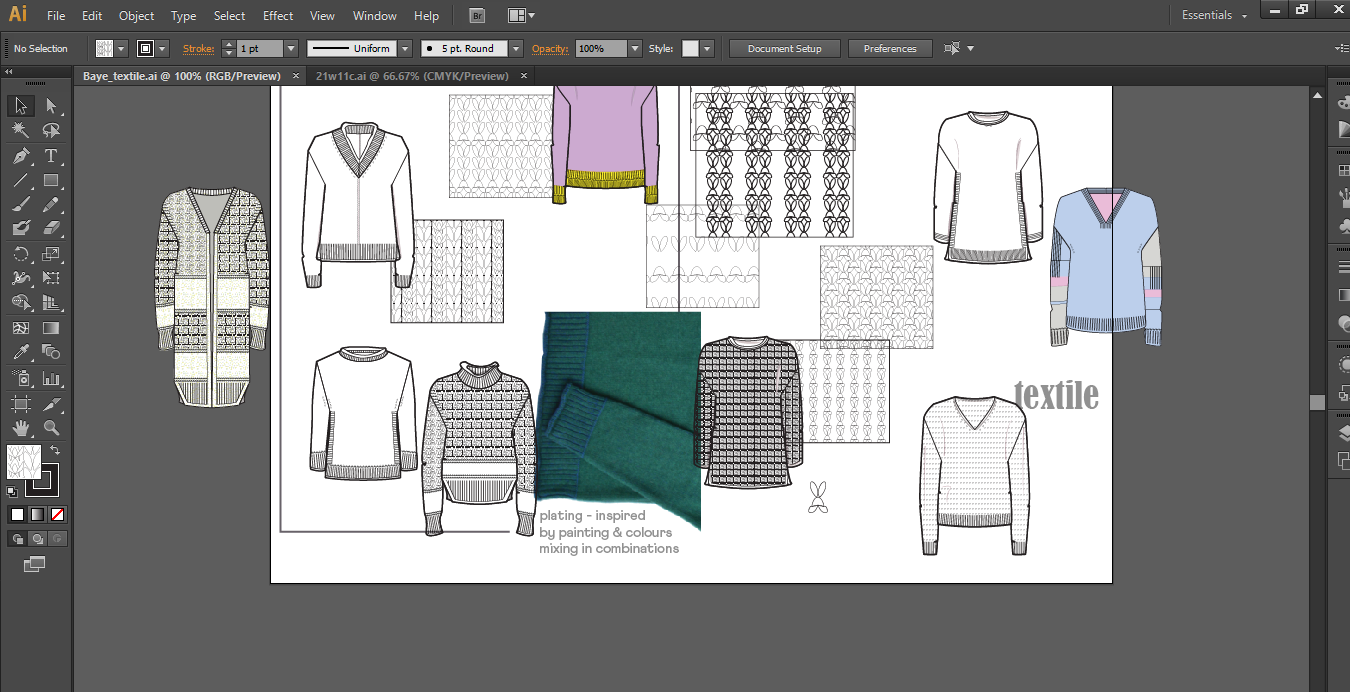 Ai File Edit Object Type Select Effect View Window Help Br Essentials
No Selection Stroke: 1 pt Uniform 5 pt. Round Opacity: 100% Style: Document Setup Preferences
Baye_textile.ai @ 100% (RGB/Preview) × 21w11c.ai @ 66.67% (CMYK/Preview) ×
textile
plating - inspired
by painting & colours
mixing in combinations